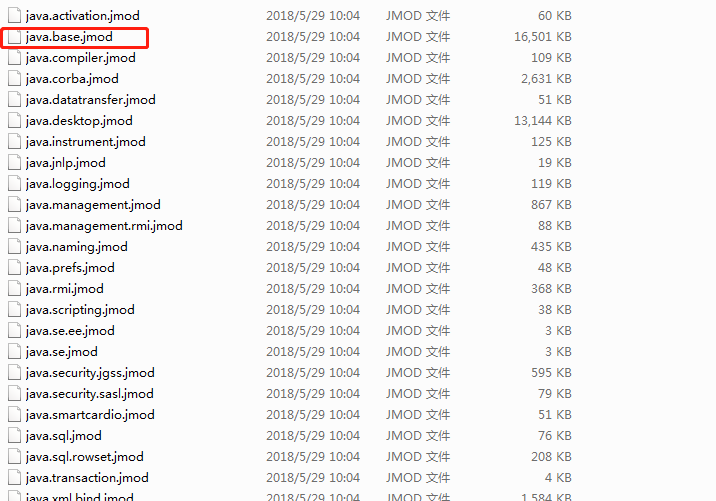 java.activation.jmod 2018/5/29 10:04 JMOD 文件 60 KB
java.base.jmod 2018/5/29 10:04 JMOD 文件 16,501 KB
java.compiler.jmod 2018/5/29 10:04 JMOD 文件 109 KB
java.corba.jmod 2018/5/29 10:04 JMOD 文件 2,631 KB
java.datatransfer.jmod 2018/5/29 10:04 JMOD 文件 51 KB
java.desktop.jmod 2018/5/29 10:04 JMOD 文件 13,144 KB
java.instrument.jmod 2018/5/29 10:04 JMOD 文件 125 KB
java.jnlp.jmod 2018/5/29 10:04 JMOD 文件 19 KB
java.logging.jmod 2018/5/29 10:04 JMOD 文件 119 KB
java.management.jmod 2018/5/29 10:04 JMOD 文件 867 KB
java.management.rmi.jmod 2018/5/29 10:04 JMOD 文件 88 KB
java.naming.jmod 2018/5/29 10:04 JMOD 文件 435 KB
java.prefs.jmod 2018/5/29 10:04 JMOD 文件 48 KB
java.rmi.jmod 2018/5/29 10:04 JMOD 文件 368 KB
java.scripting.jmod 2018/5/29 10:04 JMOD 文件 38 KB
java.se.ee.jmod 2018/5/29 10:04 JMOD 文件 3 KB
java.se.jmod 2018/5/29 10:04 JMOD 文件 3 KB
java.security.jgss.jmod 2018/5/29 10:04 JMOD 文件 595 KB
java.security.sasl.jmod 2018/5/29 10:04 JMOD 文件 79 KB
java.smartcardio.jmod 2018/5/29 10:04 JMOD 文件 51 KB
java.sql.jmod 2018/5/29 10:04 JMOD 文件 76 KB
java.sql.rowset.jmod 2018/5/29 10:04 JMOD 文件 208 KB
java.transaction.jmod 2018/5/29 10:04 JMOD 文件 4 KB
java.xml.bind.jmod 2018/5/29 10:04 JMOD 文件 1,584 KB